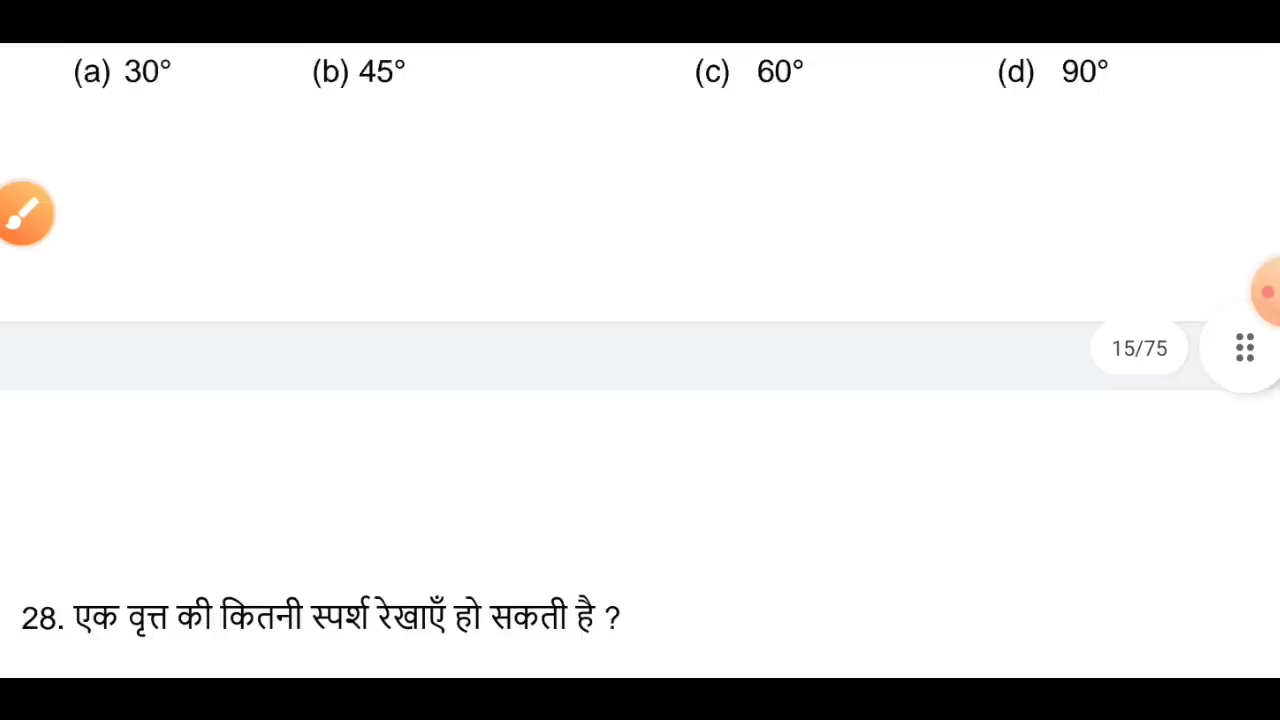 (a) 30° (b) 45° (c) 60° (d) 90°
15/75
28. एक वृत्त की कितनी स्पर्श रेखाएँ हो सकती है ?